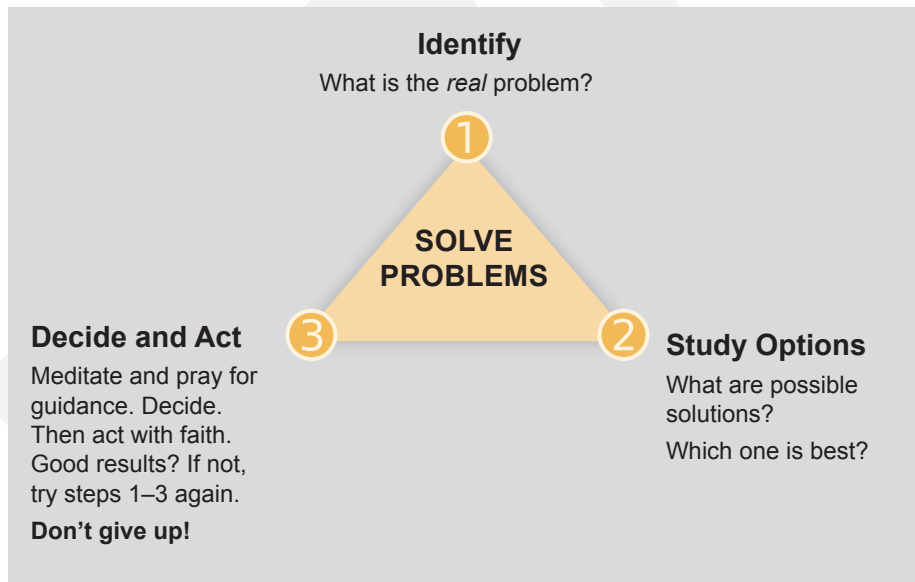 Identify
What is the real problem?
1
SOLVE
PROBLEMS
2
Study Options
What are possible
solutions?
Which one is best?
3
Decide and Act
Meditate and pray for
guidance. Decide.
Then act with faith.
Good results? If not,
try steps 1–3 again.
Don’t give up!